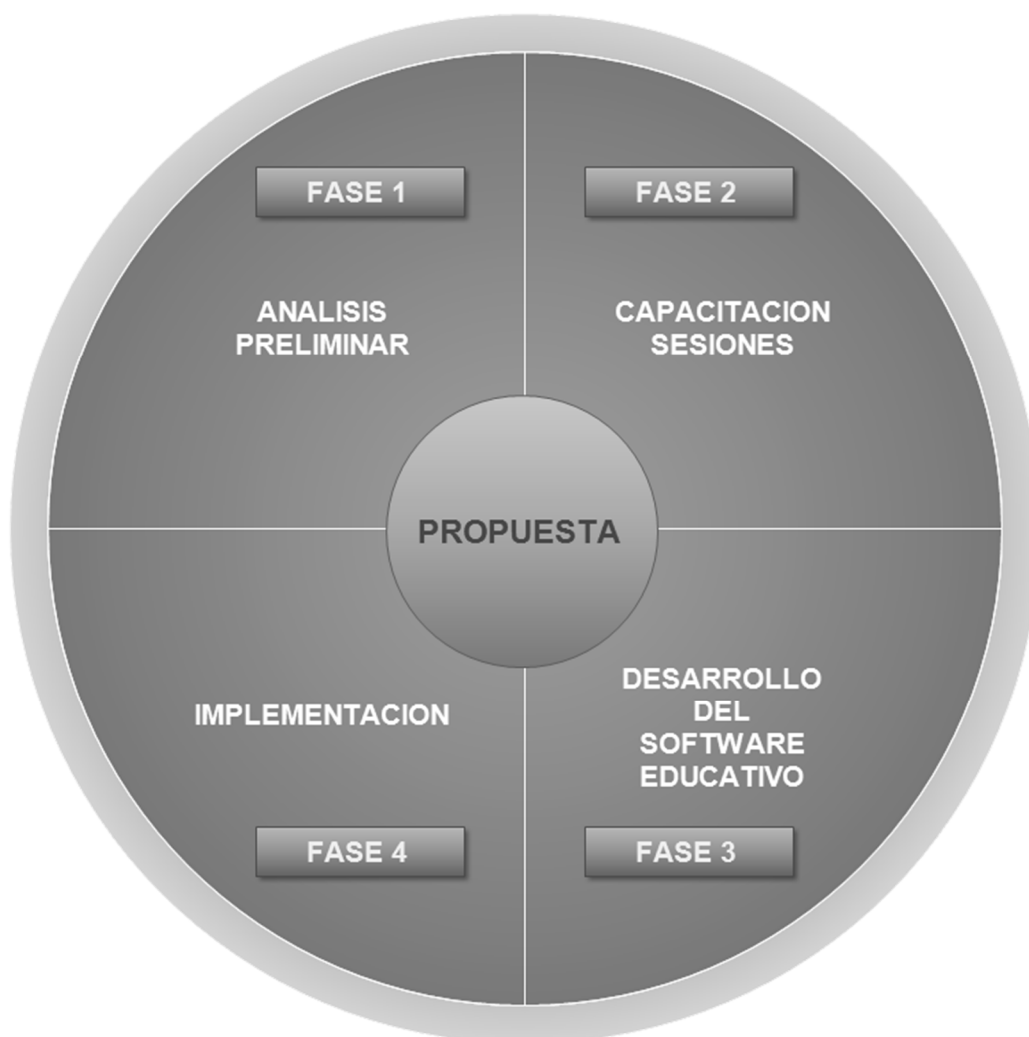 FASE 1
ANALISIS
PRELIMINAR
FASE 2
CAPACITACION
SESIONES
PROPUESTA
IMPLEMENTACION
FASE 4
DESARROLLO
DEL
SOFTWARE
EDUCATIVO
FASE 3